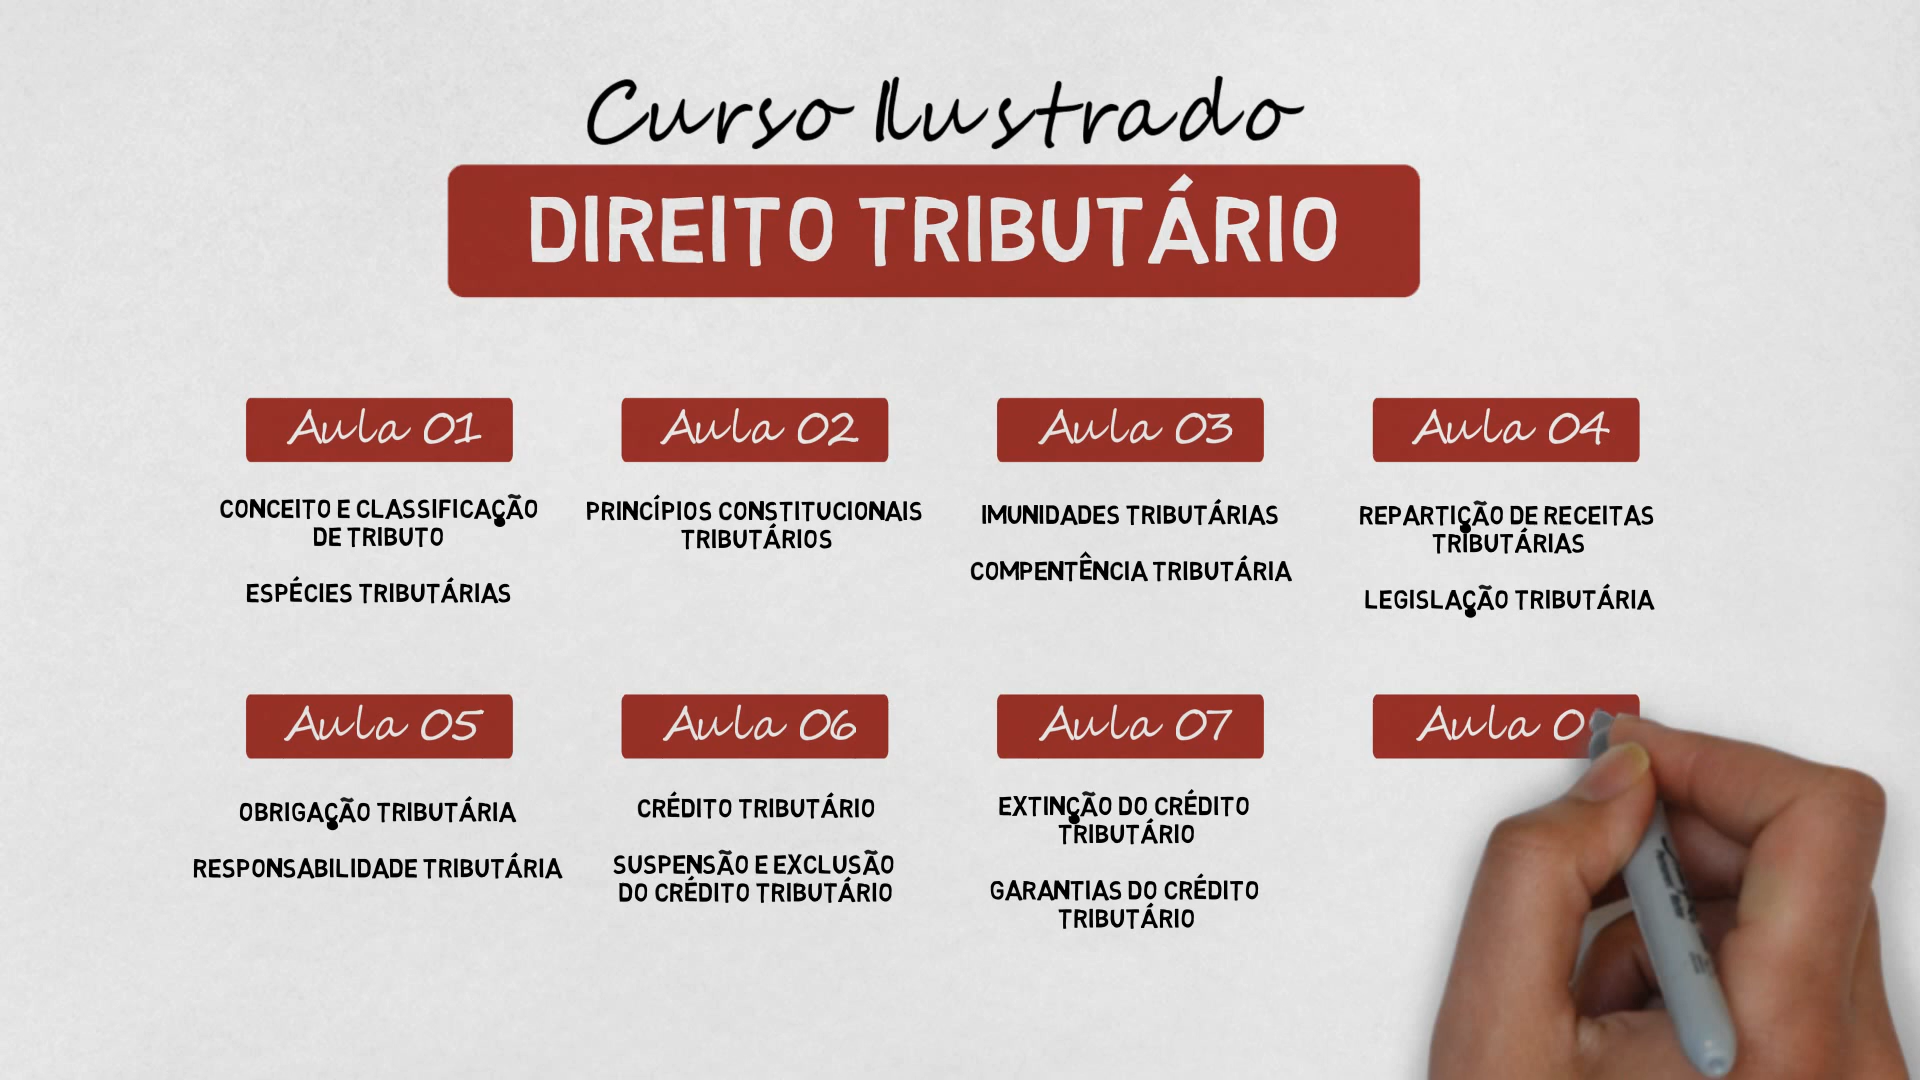 Curso Ilustrado
DIREITO TRIBUTÁRIO
Aula 01
CONCEITO E CLASSIFICAÇÃO
DE TRIBUTO
ESPÉCIES TRIBUTÁRIAS
Aula 02
PRINCÍPIOS CONSTITUCIONAIS
TRIBUTÁRIOS
Aula 03
IMUNIDADES TRIBUTÁRIAS
COMPENTÊNCIA TRIBUTÁRIA
Aula 04
REPARTIÇÃO DE RECEITAS
TRIBUTÁRIAS
LEGISLAÇÃO TRIBUTÁRIA
Aula 05
OBRIGAÇÃO TRIBUTÁRIA
RESPONSABILIDADE TRIBUTÁRIA
Aula 06
CRÉDITO TRIBUTÁRIO
SUSPENSÃO E EXCLUSÃO
DO CRÉDITO TRIBUTÁRIO
Aula 07
EXTINÇÃO DO CRÉDITO
TRIBUTÁRIO
GARANTIAS DO CRÉDITO
TRIBUTÁRIO
Aula 0